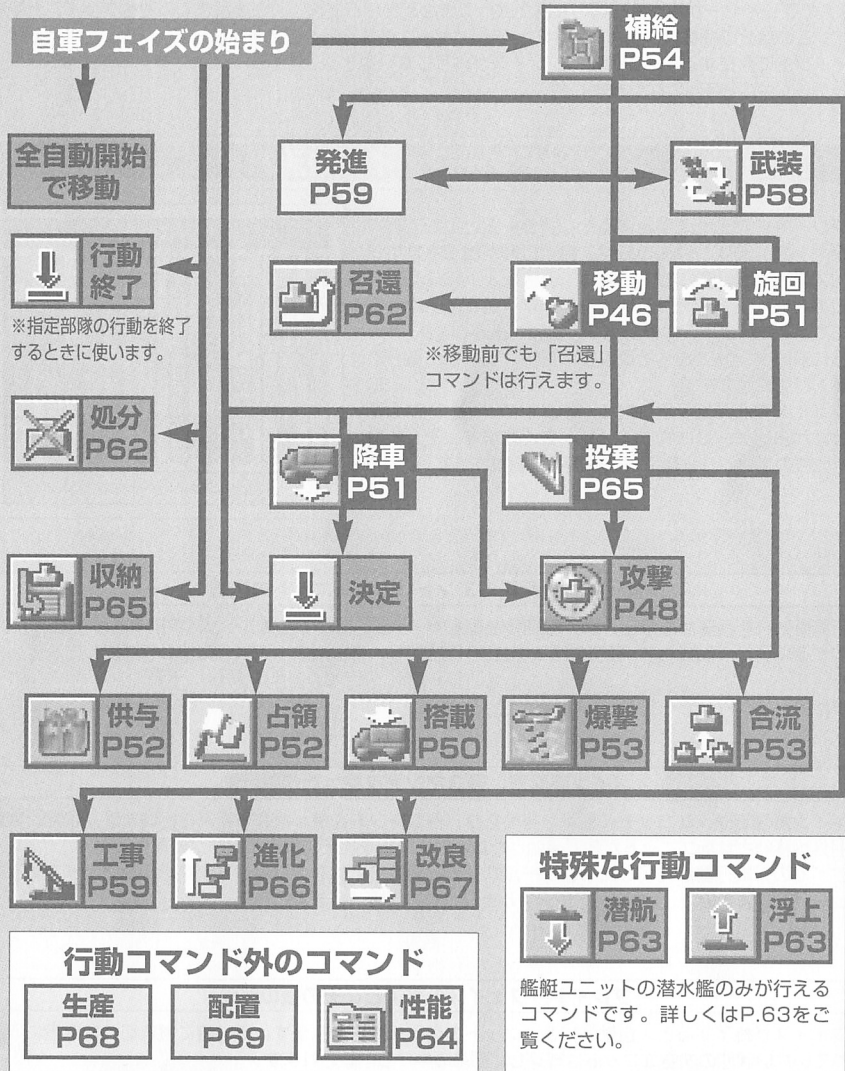 自軍フェイズの始まり
補給
P54
全自動開始
で移動
発進
P59
武装
P58
行動
終了
※指定部隊の行動を終了
するときに使います。
召還
P62
移動
P46
旋回
P51
※移動前でも「召還」
コマンドは行えます。
処分
P62
降車
P51
投棄
P65
収納
P65
決定
攻撃
P48
供与
P52
占領
P52
搭載
P50
爆撃
P53
合流
P53
工事
P59
進化
P66
改良
P67
特殊な行動コマンド
潜航
P63
浮上
P63
艦艇ユニットの潜水艦のみが行える
コマンドです。詳しくはP.63をご
覧ください。
行動コマンド外のコマンド
生産
P68
配置
P69
性能
P64